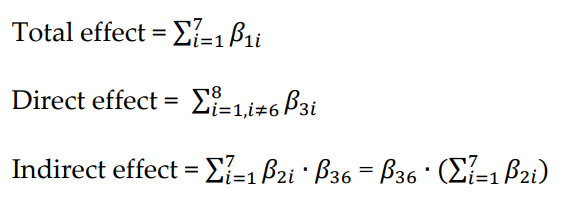 Total effect = ∑⁷ᵢ₌₁ β₁ᵢ
Direct effect = ∑⁸ᵢ₌₁,ᵢ≠₆ β₃ᵢ
Indirect effect = ∑⁷ᵢ₌₁ β₂ᵢ · β₃₆ = β₃₆ · (∑⁷ᵢ₌₁ β₂ᵢ)